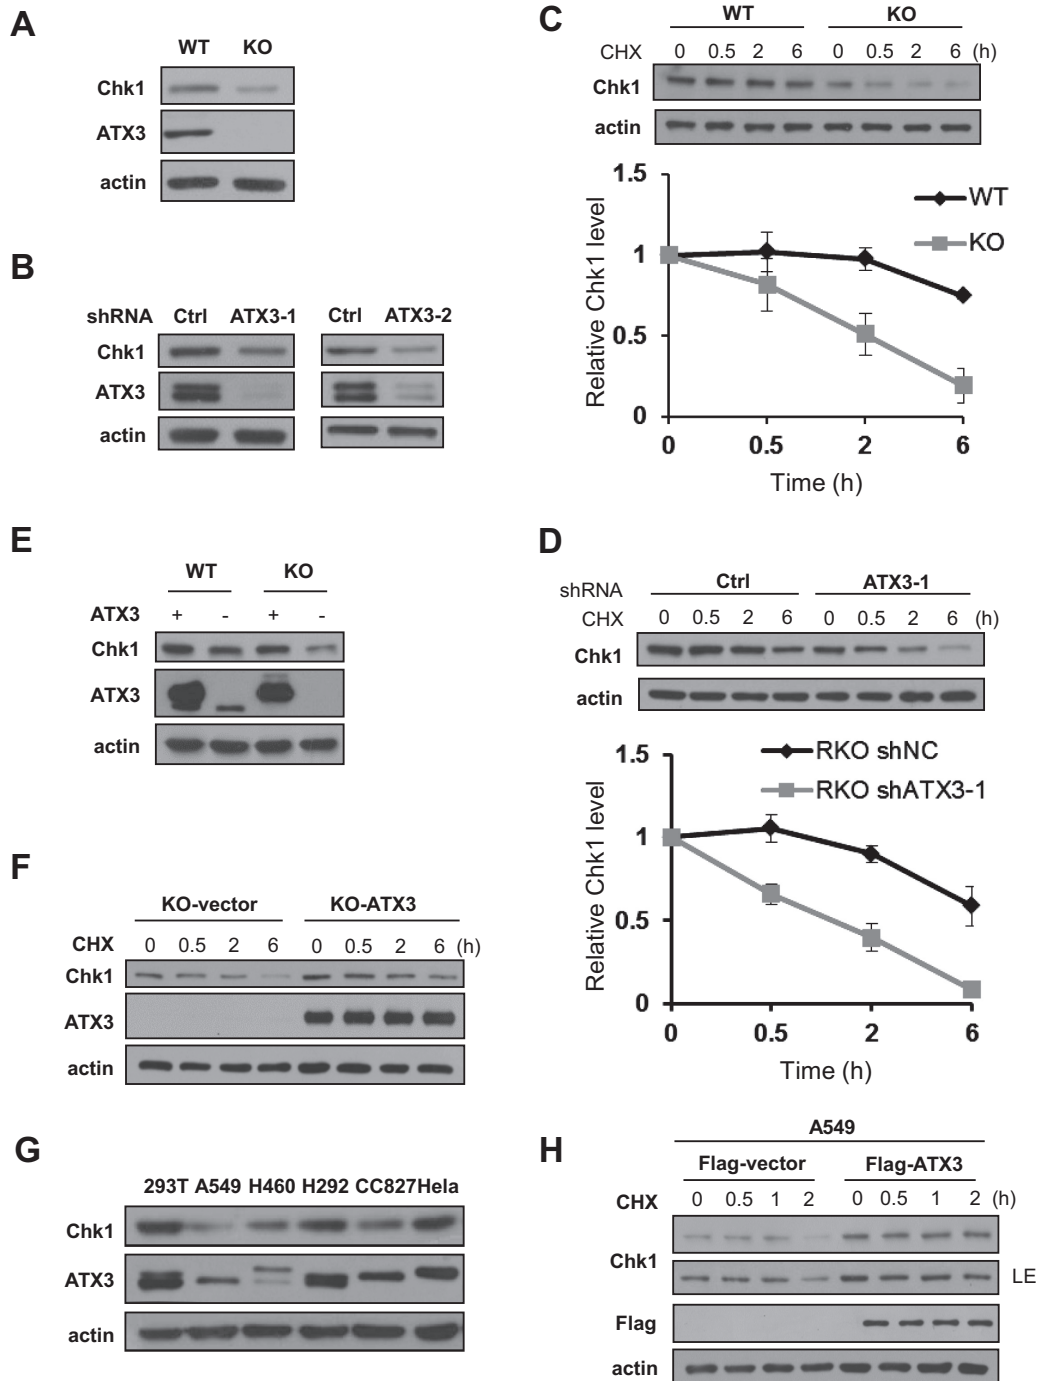 A
WT KO
Chk1
ATX3
actin
B
shRNA Ctrl ATX3-1 Ctrl ATX3-2
Chk1
ATX3
actin
C
WT KO
CHX 0 0.5 2 6 0 0.5 2 6 (h)
Chk1
actin
1.5
1
0.5
0
Relative Chk1 level
WT
KO
0 0.5 2 6
Time (h)
E
WT KO
ATX3 + - + -
Chk1
ATX3
actin
D
shRNA Ctrl ATX3-1
CHX 0 0.5 2 6 0 0.5 2 6 (h)
Chk1
actin
1.5
1
0.5
0
Relative Chk1 level
RKO shNC
RKO shATX3-1
0 0.5 2 6
Time (h)
F
KO-vector KO-ATX3
CHX 0 0.5 2 6 0 0.5 2 6 (h)
Chk1
ATX3
actin
G
293T A549 H460 H292 CC827 Hela
Chk1
ATX3
actin
H
A549
Flag-vector Flag-ATX3
CHX 0 0.5 1 2 0 0.5 1 2 (h)
Chk1
LE
Flag
actin